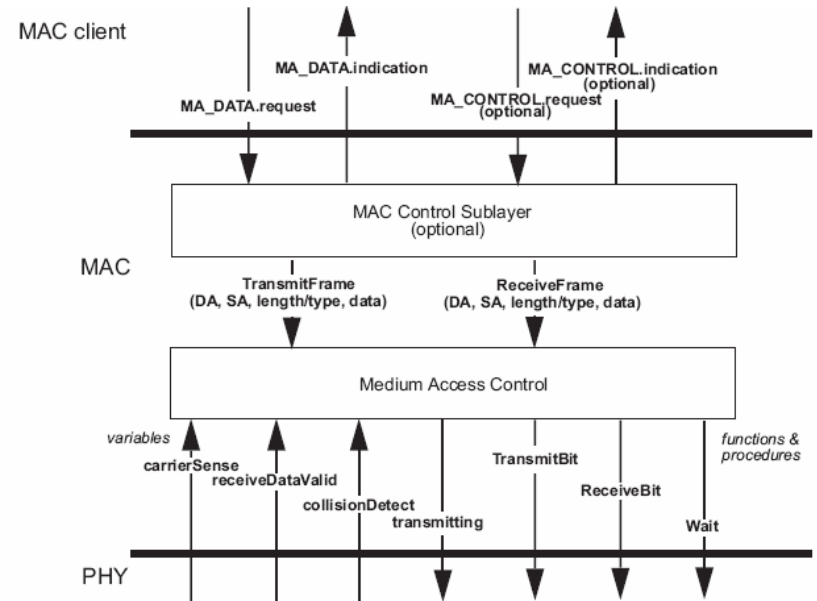 MAC client
MA_DATA.indication
MA_CONTROL.indication
(optional)
MA_DATA.request
MA_CONTROL.request
(optional)
MAC Control Sublayer
(optional)
MAC
TransmitFrame
(DA, SA, length/type, data)
ReceiveFrame
(DA, SA, length/type, data)
Medium Access Control
variables
functions &
procedures
carrierSense
receiveDataValid
collisionDetect
transmitting
TransmitBit
ReceiveBit
Wait
PHY